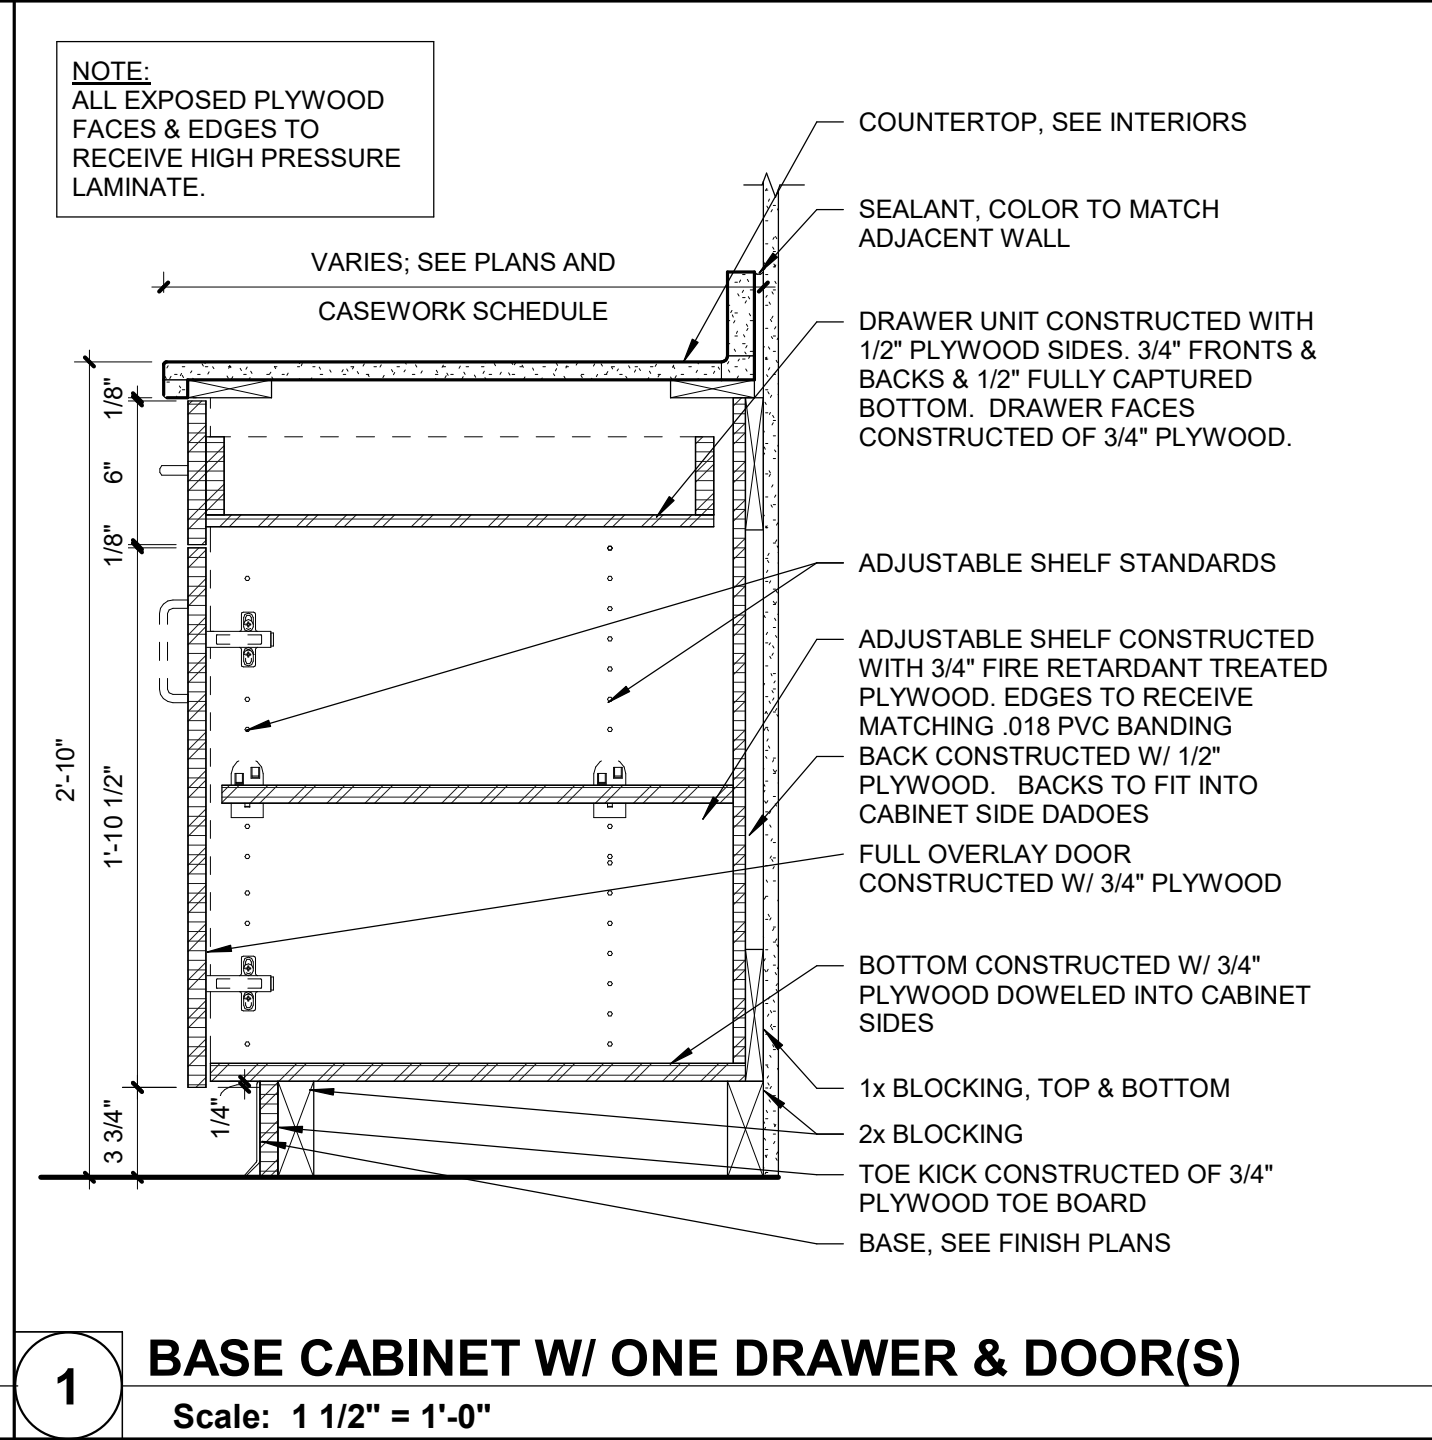 NOTE:
ALL EXPOSED PLYWOOD
FACES & EDGES TO
RECEIVE HIGH PRESSURE
LAMINATE.
VARIES; SEE PLANS AND
CASEWORK SCHEDULE
2'-10"
1/8"
6"
1/8"
1'-10 1/2"
3 3/4"
1/4"
COUNTERTOP, SEE INTERIORS
SEALANT, COLOR TO MATCH
ADJACENT WALL
DRAWER UNIT CONSTRUCTED WITH
1/2" PLYWOOD SIDES. 3/4" FRONTS &
BACKS & 1/2" FULLY CAPTURED
BOTTOM. DRAWER FACES
CONSTRUCTED OF 3/4" PLYWOOD.
ADJUSTABLE SHELF STANDARDS
ADJUSTABLE SHELF CONSTRUCTED
WITH 3/4" FIRE RETARDANT TREATED
PLYWOOD. EDGES TO RECEIVE
MATCHING .018 PVC BANDING
BACK CONSTRUCTED W/ 1/2"
PLYWOOD. BACKS TO FIT INTO
CABINET SIDE DADOES
FULL OVERLAY DOOR
CONSTRUCTED W/ 3/4" PLYWOOD
BOTTOM CONSTRUCTED W/ 3/4"
PLYWOOD DOWELED INTO CABINET
SIDES
1x BLOCKING, TOP & BOTTOM
2x BLOCKING
TOE KICK CONSTRUCTED OF 3/4"
PLYWOOD TOE BOARD
BASE, SEE FINISH PLANS
1
BASE CABINET W/ ONE DRAWER & DOOR(S)
Scale: 1 1/2" = 1'-0"